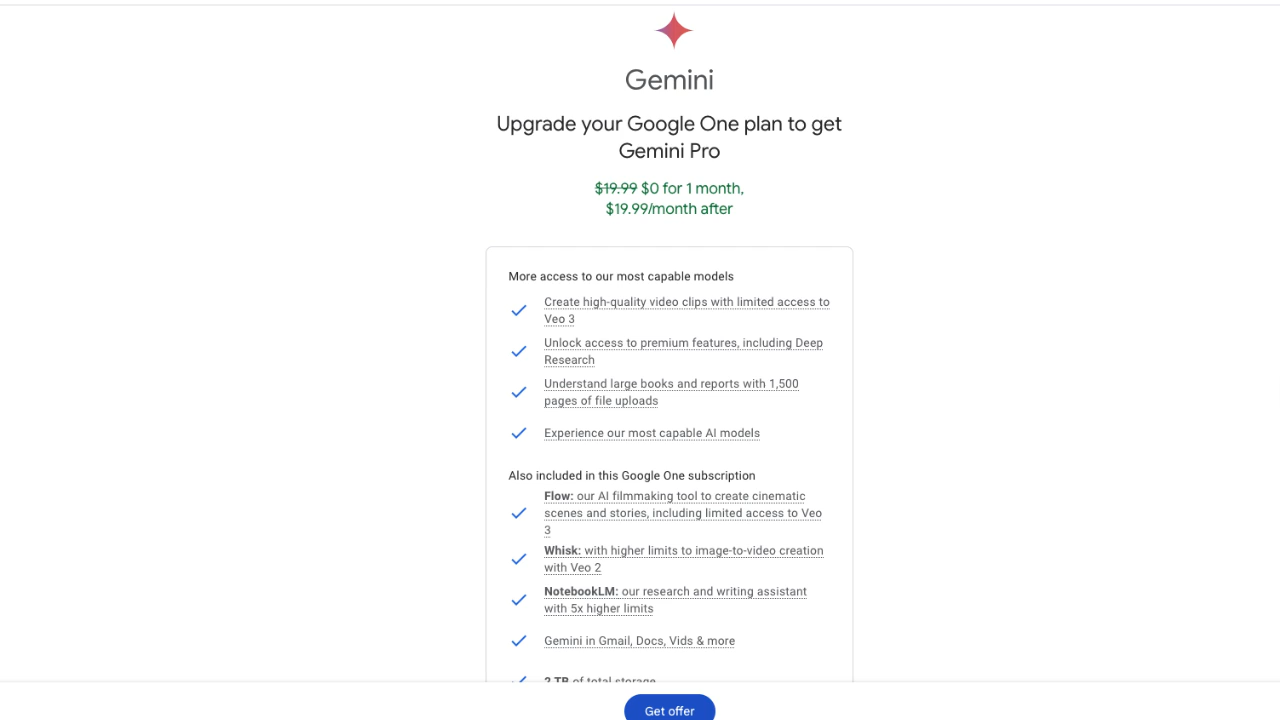 Gemini
Upgrade your Google One plan to get
Gemini Pro
$19.99 $0 for 1 month,
$19.99/month after
More access to our most capable models
Create high-quality video clips with limited access to
Veo 3
Unlock access to premium features, including Deep
Research
Understand large books and reports with 1,500
pages of file uploads
Experience our most capable AI models
Also included in this Google One subscription
Flow: our AI filmmaking tool to create cinematic
scenes and stories, including limited access to Veo
3
Whisk: with higher limits to image-to-video creation
with Veo 2
NotebookLM: our research and writing assistant
with 5x higher limits
Gemini in Gmail, Docs, Vids & more
2 TB of total storage
Get offer